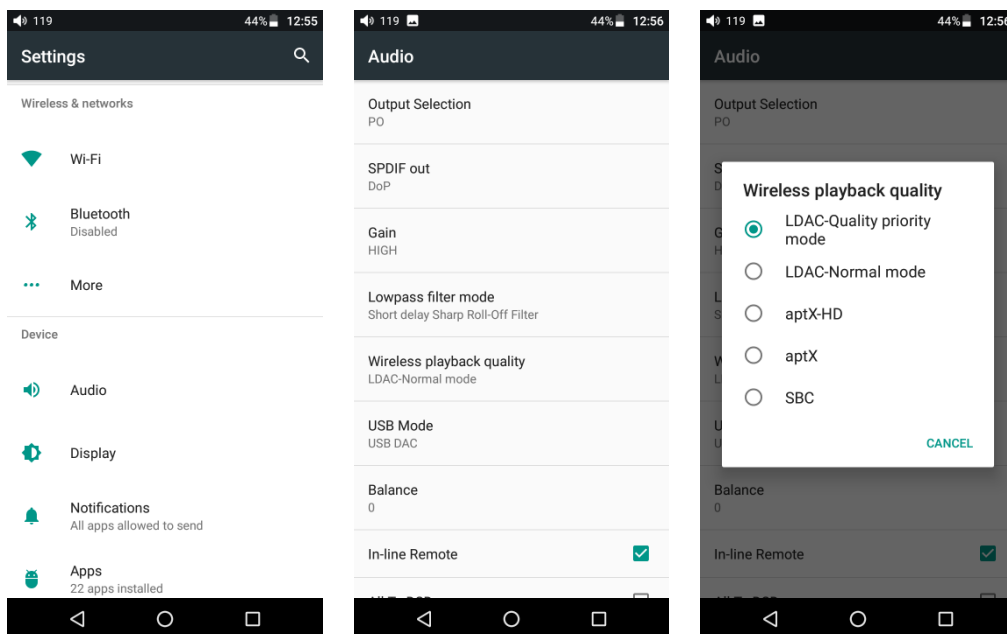 119 44% 12:55
Settings
Wireless & networks
Wi-Fi
Bluetooth
Disabled
More
Device
Audio
Display
Notifications
All apps allowed to send
Apps
22 apps installed
119 44% 12:56
Audio
Output Selection
PO
SPDIF out
DoP
Gain
HIGH
Lowpass filter mode
Short delay Sharp Roll-Off Filter
Wireless playback quality
LDAC-Normal mode
USB Mode
USB DAC
Balance
0
In-line Remote
119 44% 12:56
Audio
Output Selection
PO
Wireless playback quality
LDAC-Quality priority
mode
LDAC-Normal mode
aptX-HD
aptX
SBC
CANCEL
Balance
0
In-line Remote